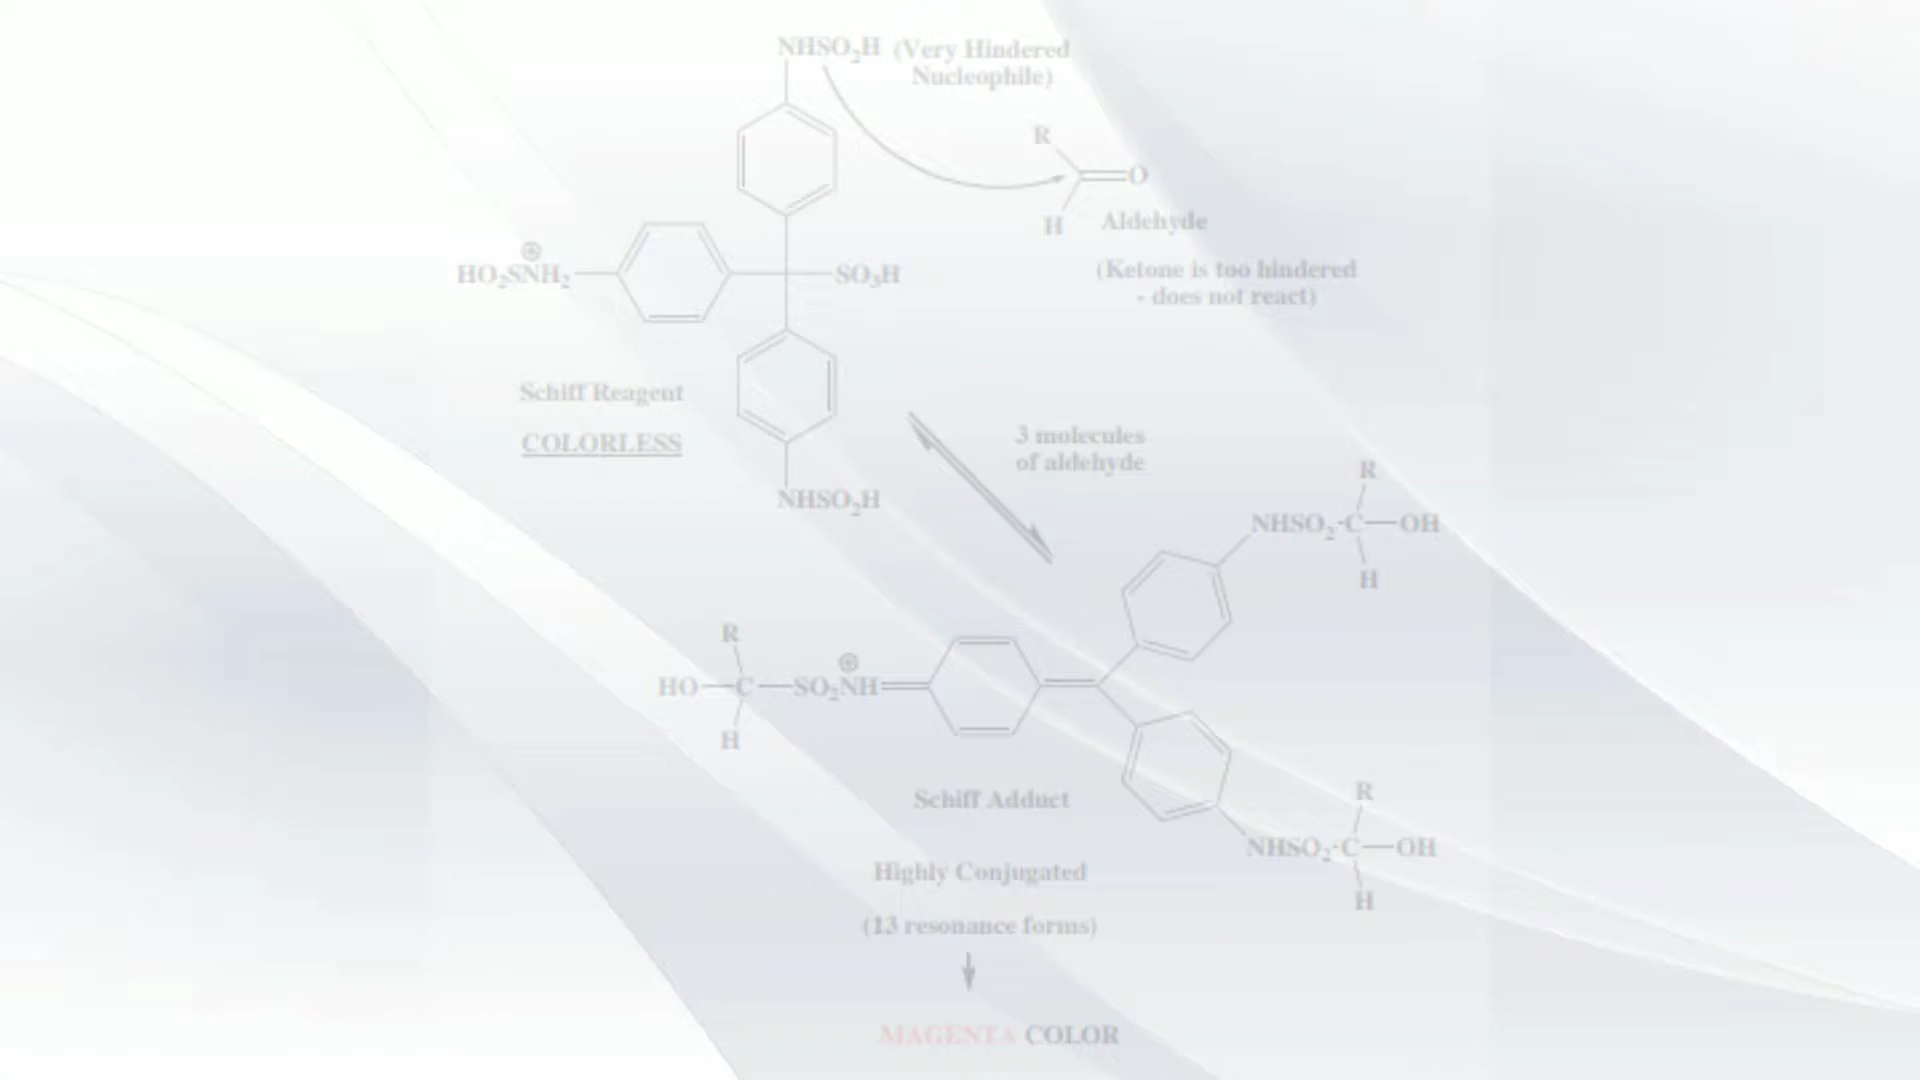 NHSO₂H (Very Hindered
Nucleophile)
R
O
H
Aldehyde
⊕
HO₂SNH₂
SO₃H
(Ketone is too hindered
- does not react)
Schiff Reagent
COLORLESS
3 molecules
of aldehyde
NHSO₂H
R
NHSO₂-C—OH
H
R
⊕
HO—C—SO₂NH
H
Schiff Adduct
R
NHSO₂-C—OH
H
Highly Conjugated
(13 resonance forms)
MAGENTA COLOR